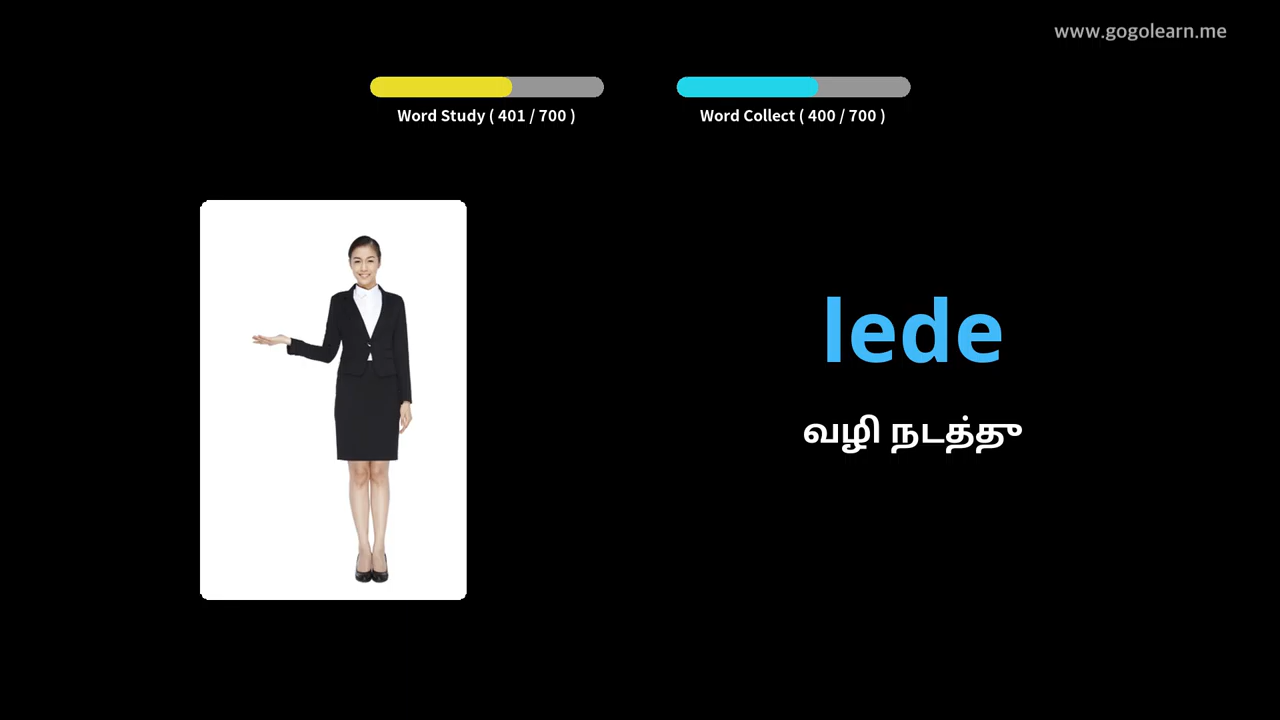 www.gogolearn.me
Word Study ( 401 / 700 )
Word Collect ( 400 / 700 )
lede
வழி நடத்து